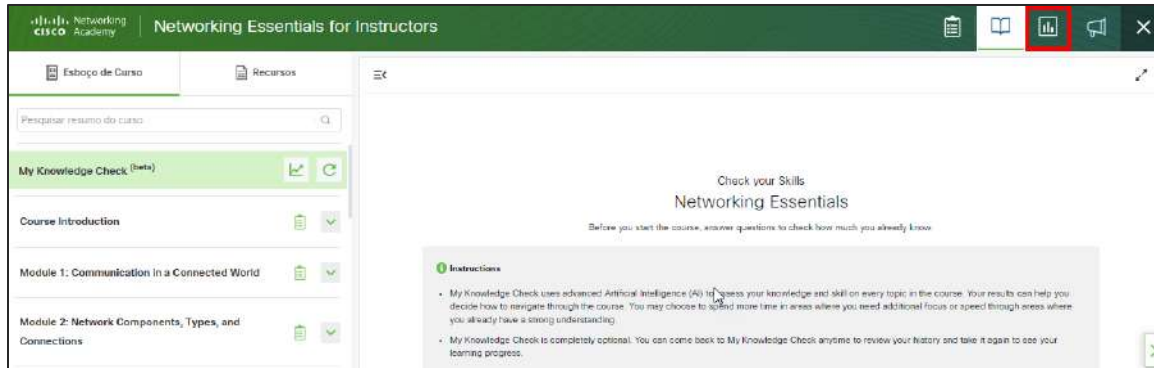 Networking
CISCO Academy
Networking Essentials for Instructors
Esboço de Curso
Recursos
Pesquisar resumo do curso
My Knowledge Check (beta)
Course Introduction
Module 1: Communication in a Connected World
Module 2: Network Components, Types, and
Connections
Check your Skills
Networking Essentials
Before you start the course, answer questions to check how much you already know
Instructions
• My Knowledge Check uses advanced Artificial Intelligence (AI) to assess your knowledge and skill on every topic in the course. Your results can help you
decide how to navigate through the course. You may choose to spend more time in areas where you need additional focus or speed through areas where
you already have a strong understanding.
• My Knowledge Check is completely optional. You can come back to My Knowledge Check anytime to review your history and take it again to see your
learning progress.